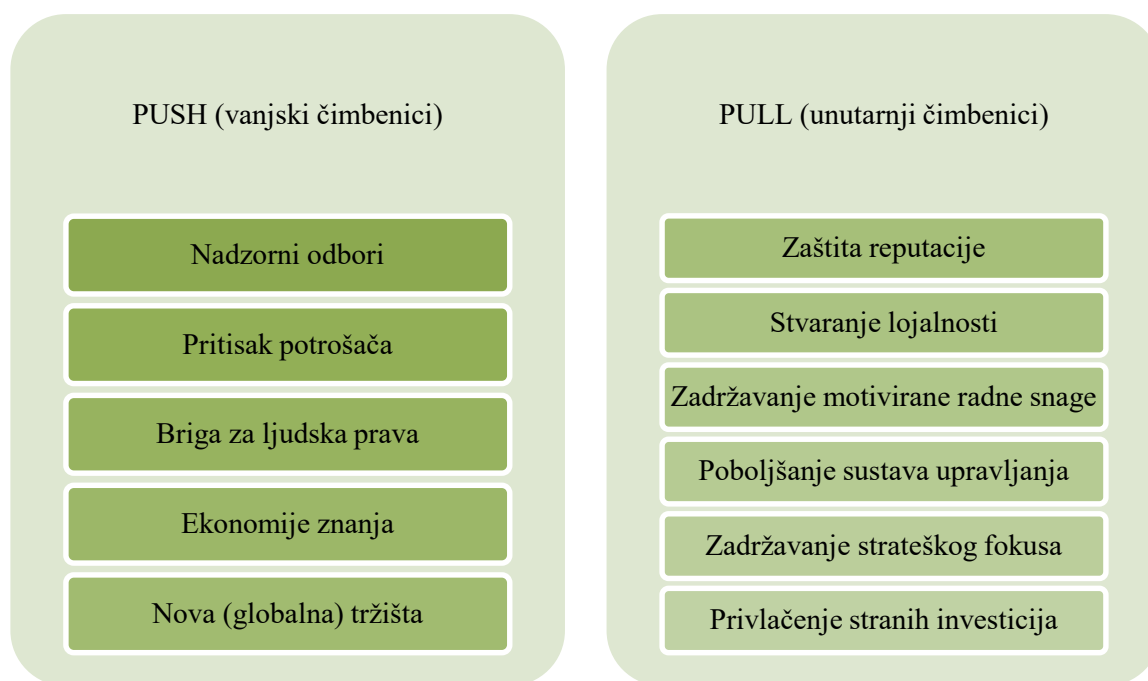 PUSH (vanjski čimbenici)
Nadzorni odbori
Pritisak potrošača
Briga za ljudska prava
Ekonomije znanja
Nova (globalna) tržišta
PULL (unutarnji čimbenici)
Zaštita reputacije
Stvaranje lojalnosti
Zadržavanje motivirane radne snage
Poboljšanje sustava upravljanja
Zadržavanje strateškog fokusa
Privlačenje stranih investicija